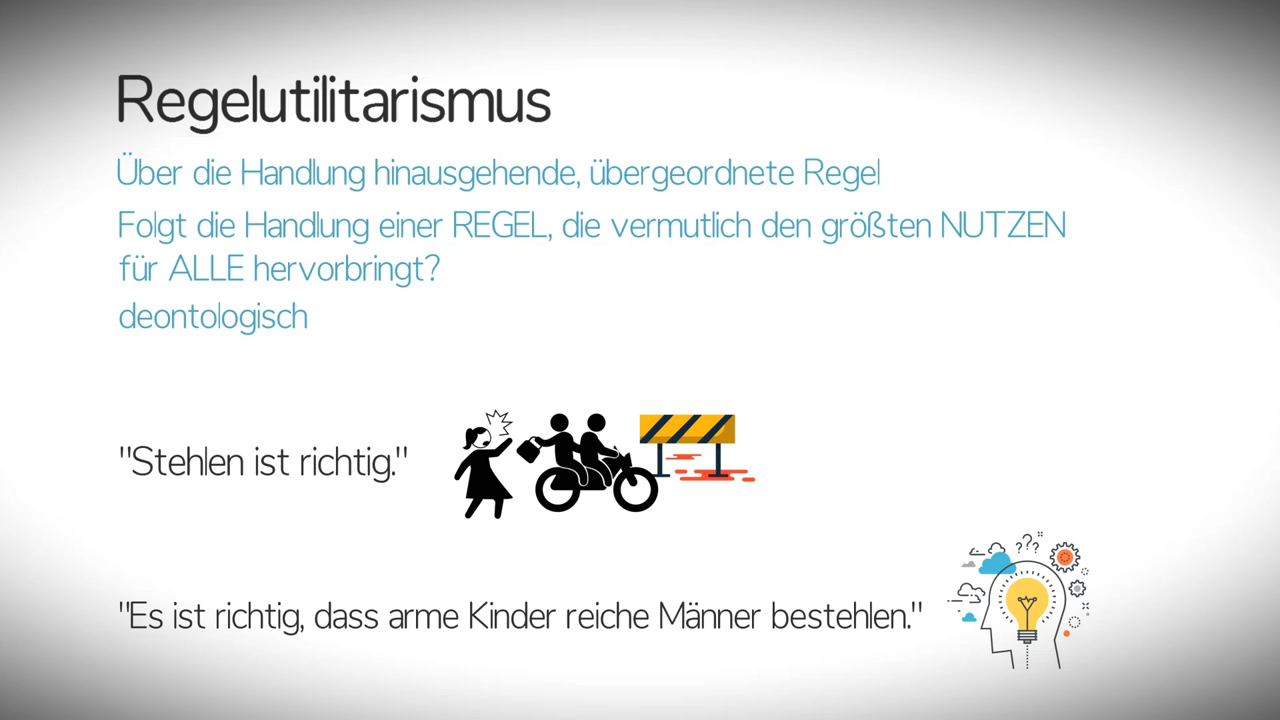 Regelutilitarismus
Über die Handlung hinausgehende, übergeordnete Regel
Folgt die Handlung einer REGEL, die vermutlich den größten NUTZEN
für ALLE hervorbringt?
deontologisch
"Stehlen ist richtig."
???
"Es ist richtig, dass arme Kinder reiche Männer bestehlen."